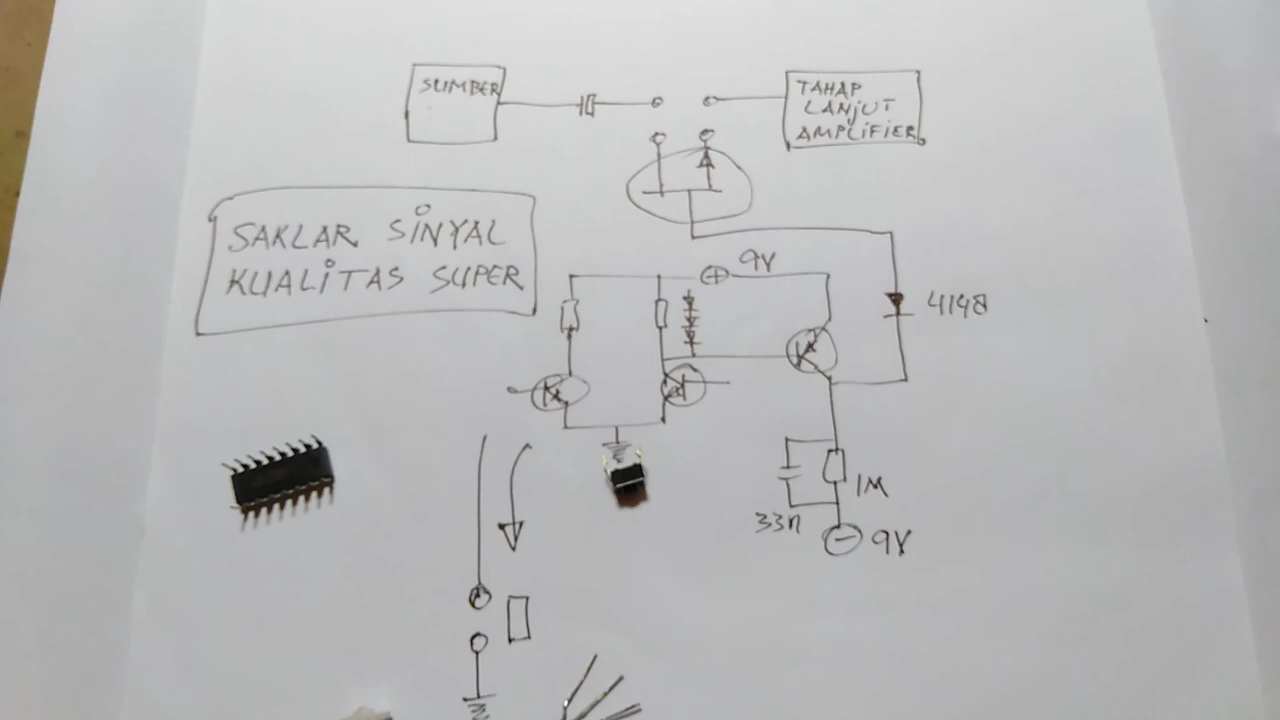 SUMBER
TAHAP
LANJUT
AMPLIFIER
SAKLAR SINYAL
KUALITAS SUPER
+ 9V
4148
1M
33n
- 9V